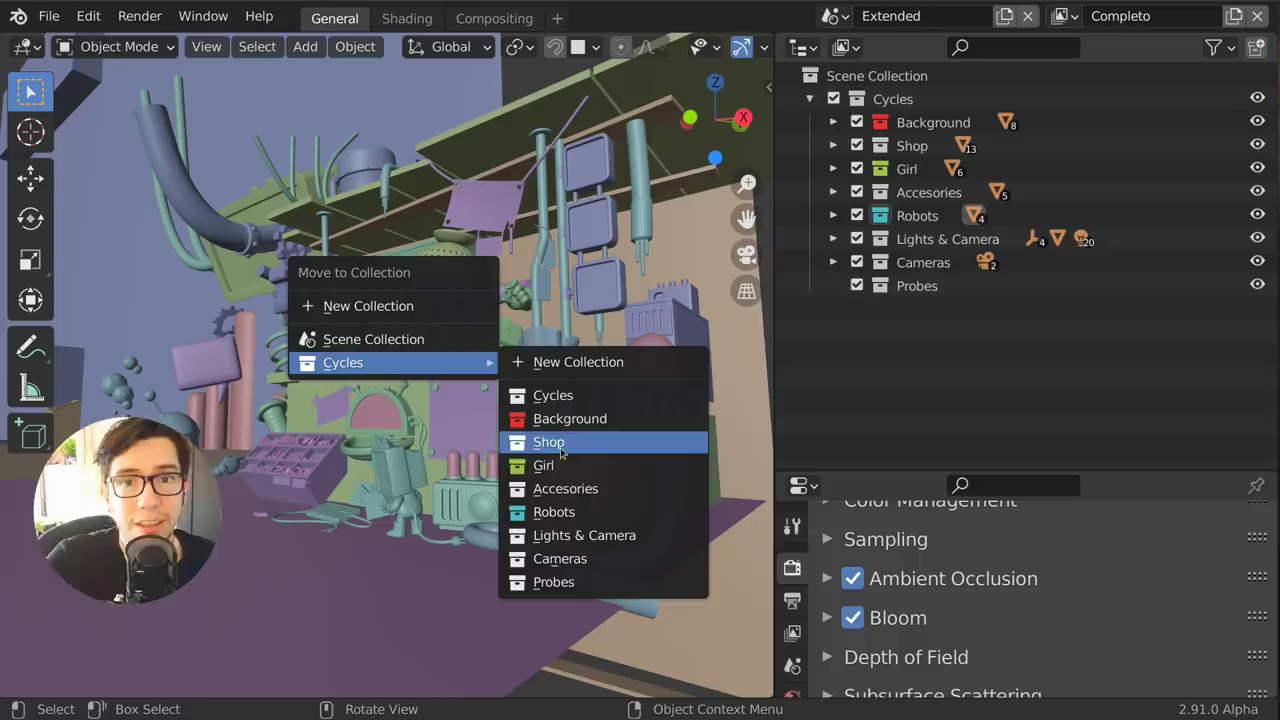 File Edit Render Window Help General Shading Compositing + Extended Completo
Object Mode View Select Add Object Global
Z
X
Scene Collection
Cycles
Background 8
Shop 13
Girl 6
Accesories 5
Robots 4
Lights & Camera 4 20
Cameras 2
Probes
Move to Collection
New Collection
Scene Collection
Cycles
New Collection
Cycles
Background
Shop
Girl
Accesories
Robots
Lights & Camera
Cameras
Probes
Color Management
Sampling
Ambient Occlusion
Bloom
Depth of Field
Subsurface Scattering
Select Box Select Rotate View Object Context Menu 2.91.0 Alpha